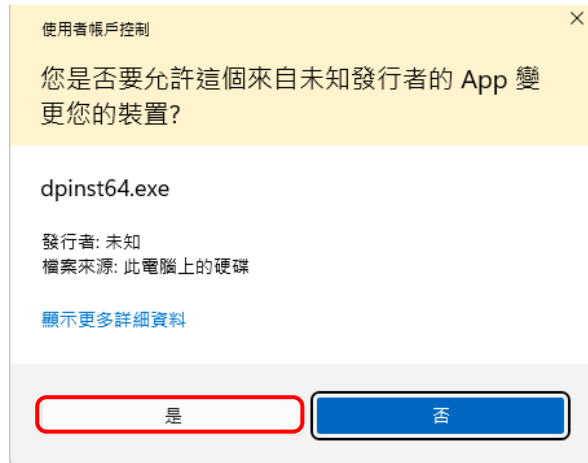 使用者帳戶控制
您是否要允許這個來自未知發行者的 App 變
更您的裝置?
dpinst64.exe
發行者: 未知
檔案來源: 此電腦上的硬碟
顯示更多詳細資料
是
否